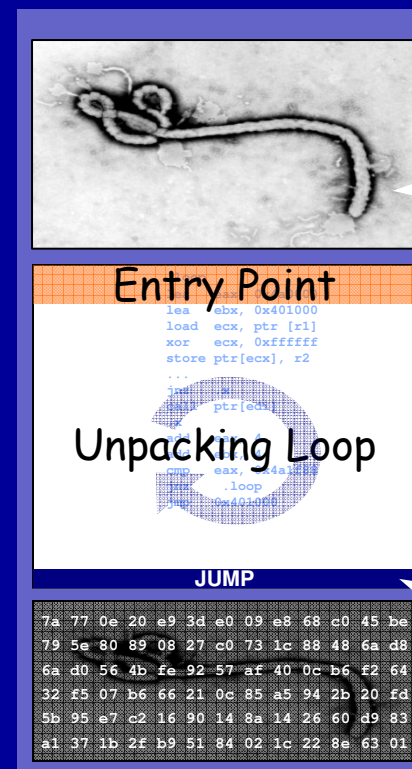 Entry Point
lea ebx, 0x401000
load ecx, ptr [r1]
xor ecx, 0xffffff
store ptr[ecx], r2
...
Unpacking Loop
.loop
JUMP
7a 77 0e 20 e9 3d e0 09 e8 68 c0 45 be
79 5e 80 89 08 27 c0 73 1c 88 48 6a d8
6a d0 56 4b fe 92 57 af 40 0c b6 f2 64
32 f5 07 b6 66 21 0c 85 a5 94 2b 20 fd
5b 95 e7 c2 16 90 14 8a 14 26 60 d9 83
a1 37 1b 2f b9 51 84 02 1c 22 8e 63 01